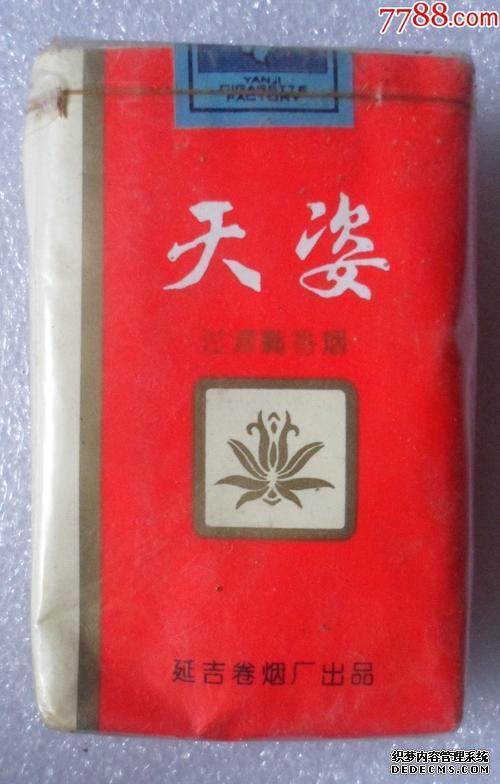 7788.com
YANJI
CIGARETTE
FACTORY
天姿
过滤嘴卷烟
延吉卷烟厂出品
织梦内容管理系统
DEDECMS.COM